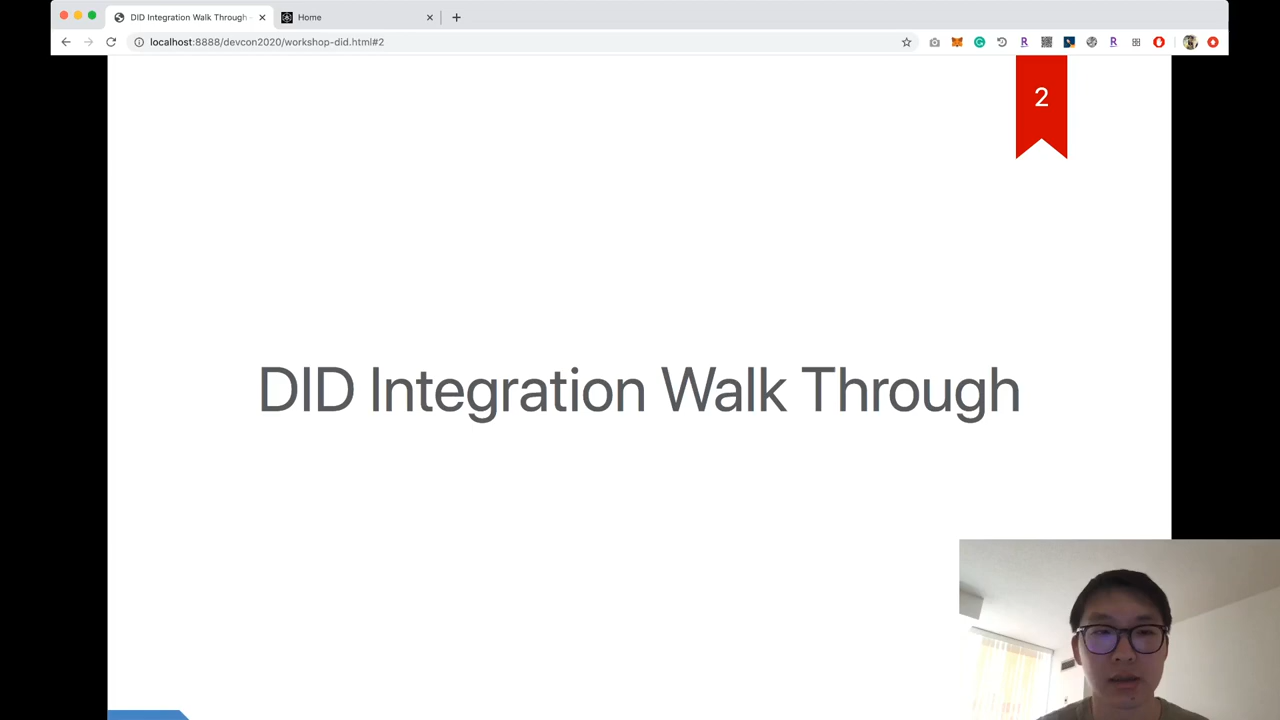 DID Integration Walk Through
Home
localhost:8888/devcon2020/workshop-did.html#2
2
DID Integration Walk Through